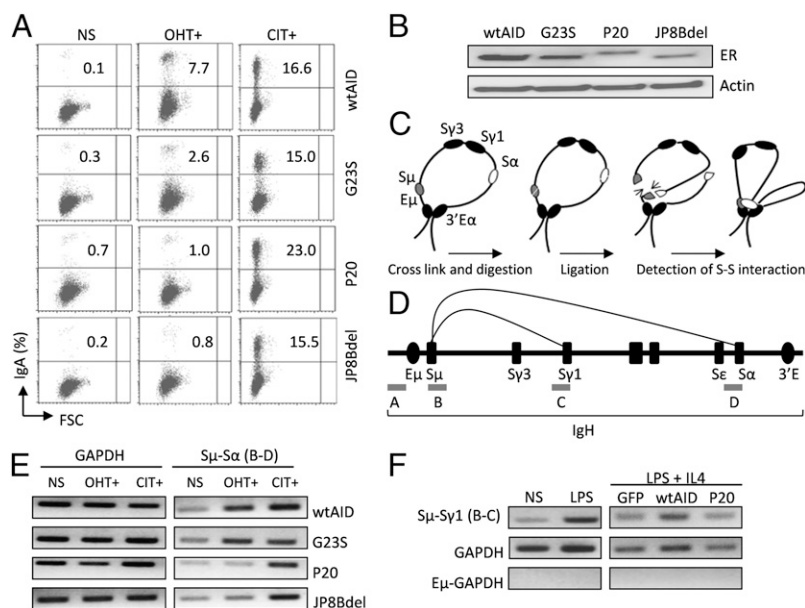 A
NS OHT+ CIT+
0.1 7.7 16.6 wtAID
0.3 2.6 15.0 G23S
0.7 1.0 23.0 P20
0.2 0.8 15.5 JP8Bdel
IgA (%)
FSC
B
wtAID G23S P20 JP8Bdel
ER
Actin
C
Sγ3 Sγ1
Sα
Sμ
Eμ
3'Eα
Cross link and digestion Ligation Detection of S-S interaction
D
Eμ Sμ Sγ3 Sγ1 Sε Sα 3'E
A B C D
IgH
E
GAPDH Sμ-Sα (B-D)
NS OHT+ CIT+ NS OHT+ CIT+
wtAID
G23S
P20
JP8Bdel
F
LPS + IL4
NS LPS GFP wtAID P20
Sμ-Sγ1 (B-C)
GAPDH
Eμ-GAPDH